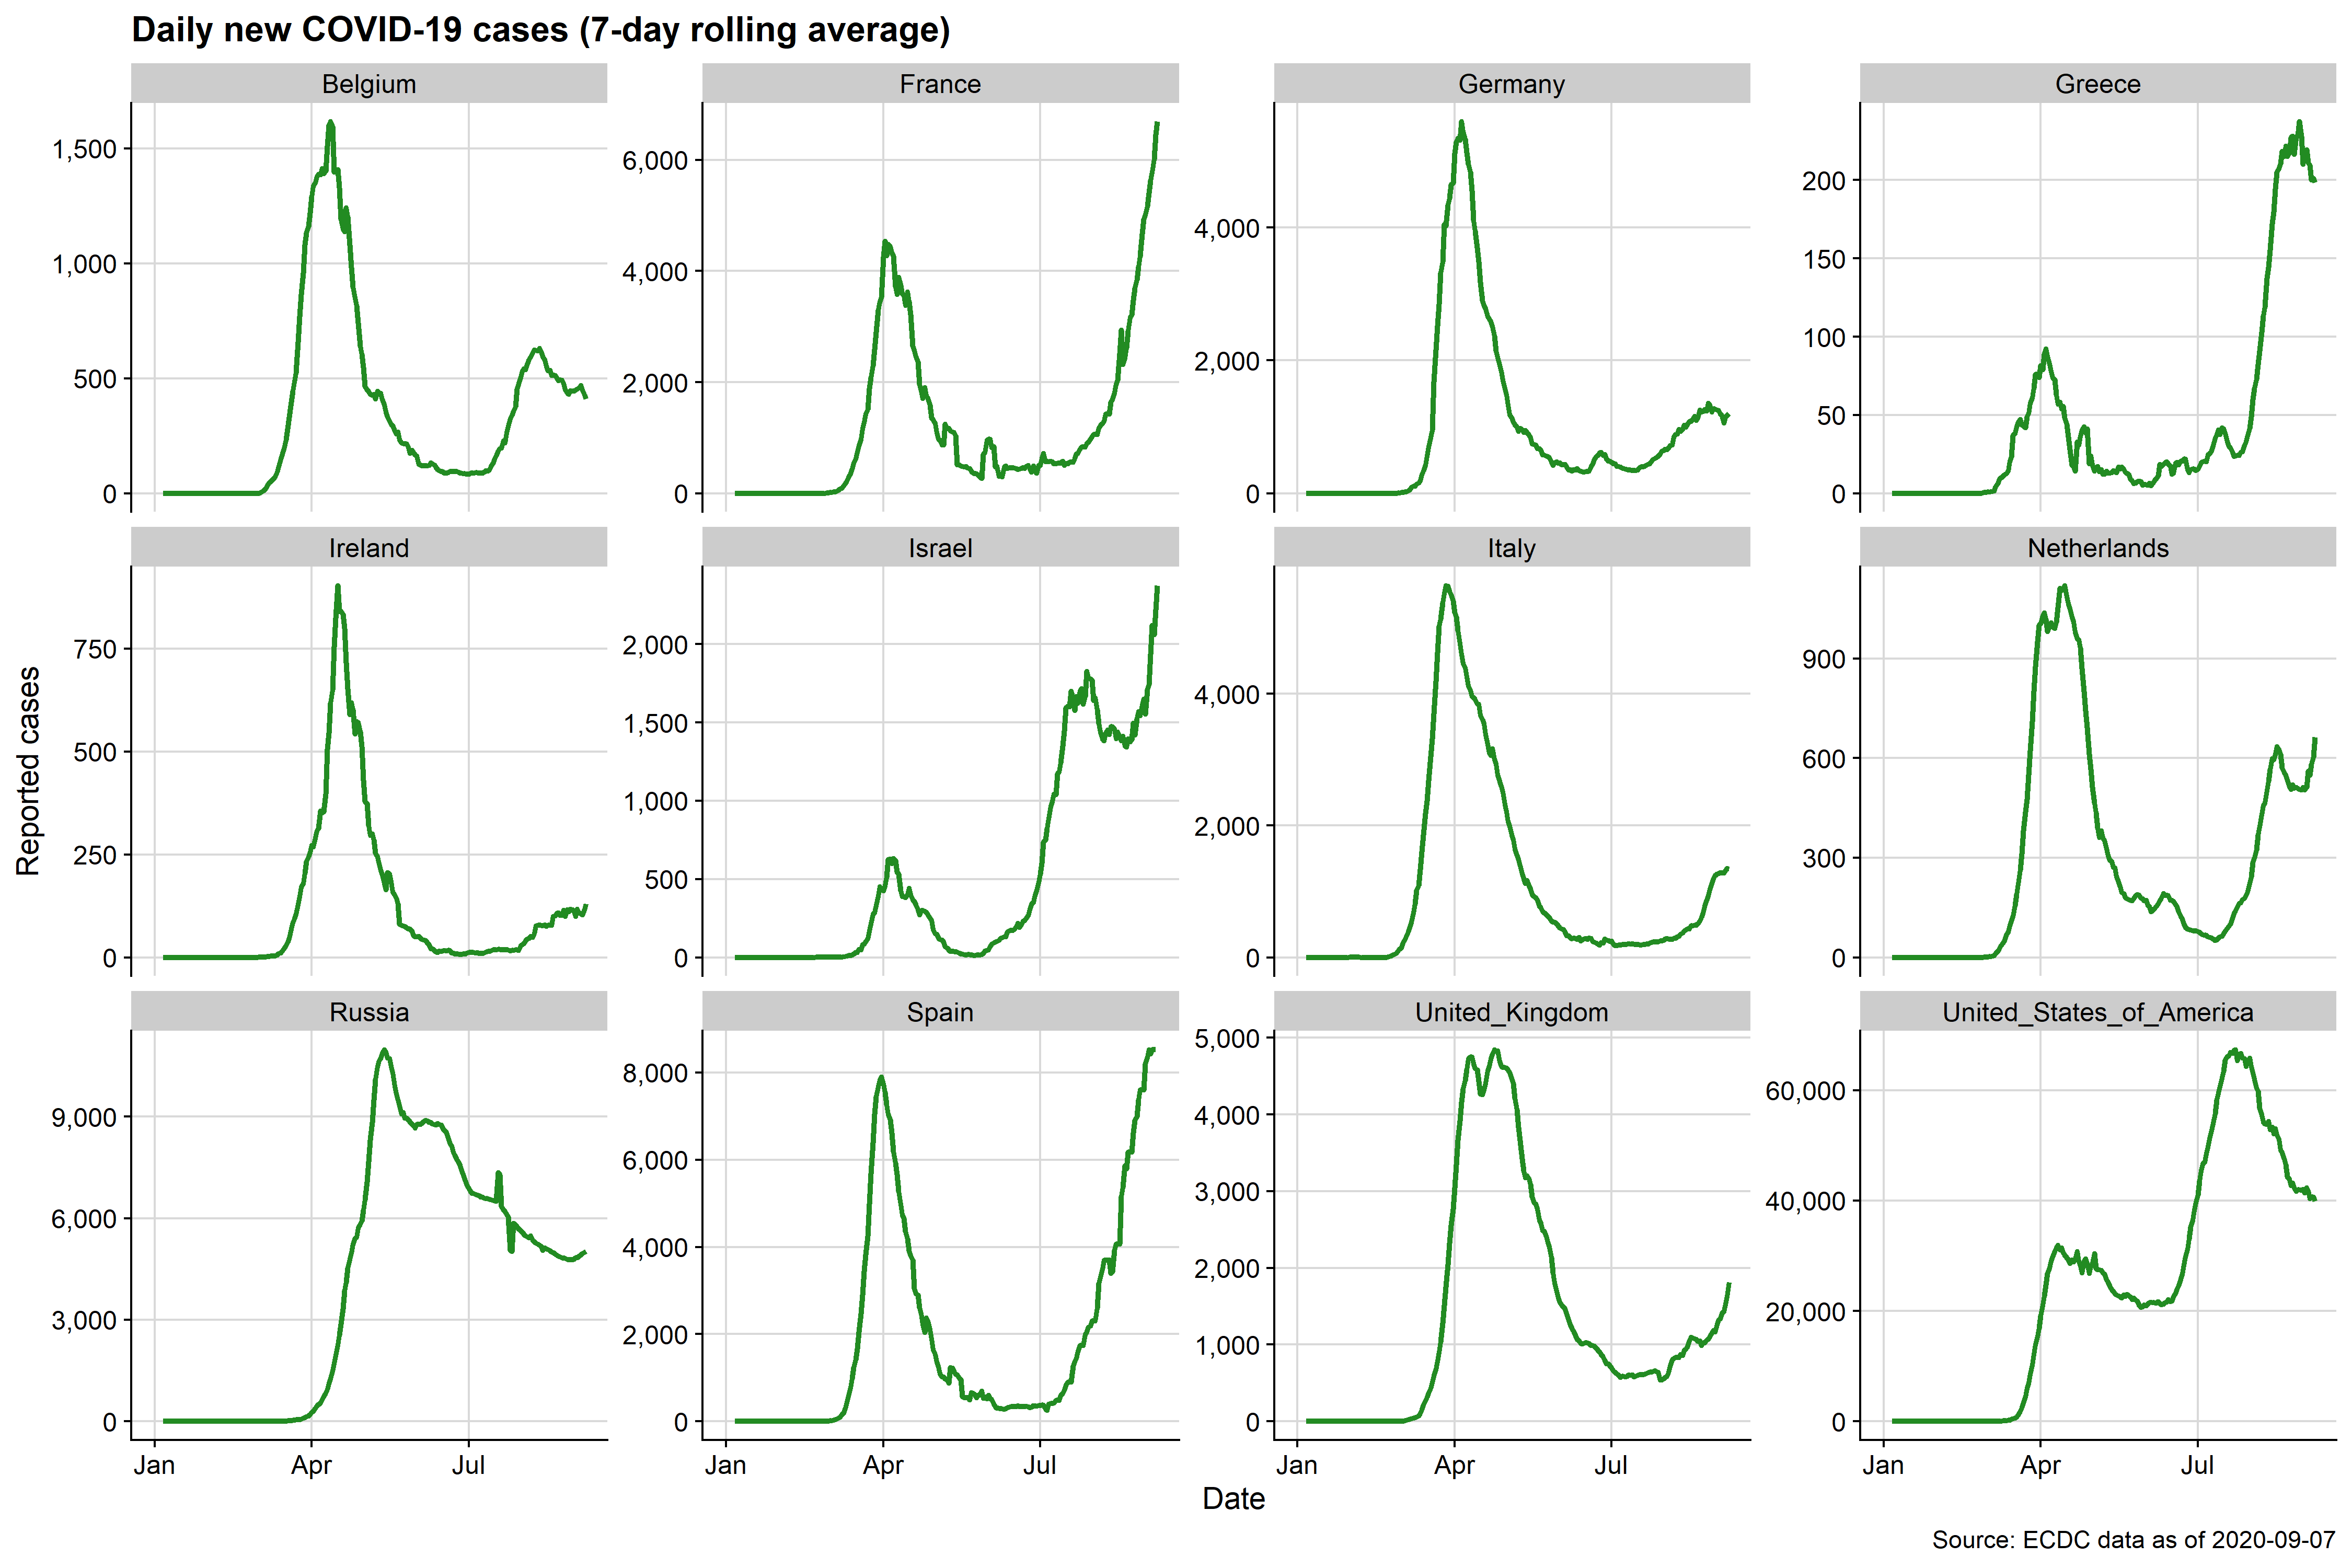 Daily new COVID-19 cases (7-day rolling average)
Belgium
France
Germany
Greece
1,500
1,000
500
0
6,000
4,000
2,000
0
4,000
2,000
0
200
150
100
50
0
Ireland
Israel
Italy
Netherlands
750
500
250
0
2,000
1,500
1,000
500
0
4,000
2,000
0
900
600
300
0
Russia
Spain
United_Kingdom
United_States_of_America
9,000
6,000
3,000
0
8,000
6,000
4,000
2,000
0
5,000
4,000
3,000
2,000
1,000
0
60,000
40,000
20,000
0
Jan Apr Jul
Jan Apr Jul
Jan Apr Jul
Jan Apr Jul
Reported cases
Date
Source: ECDC data as of 2020-09-07